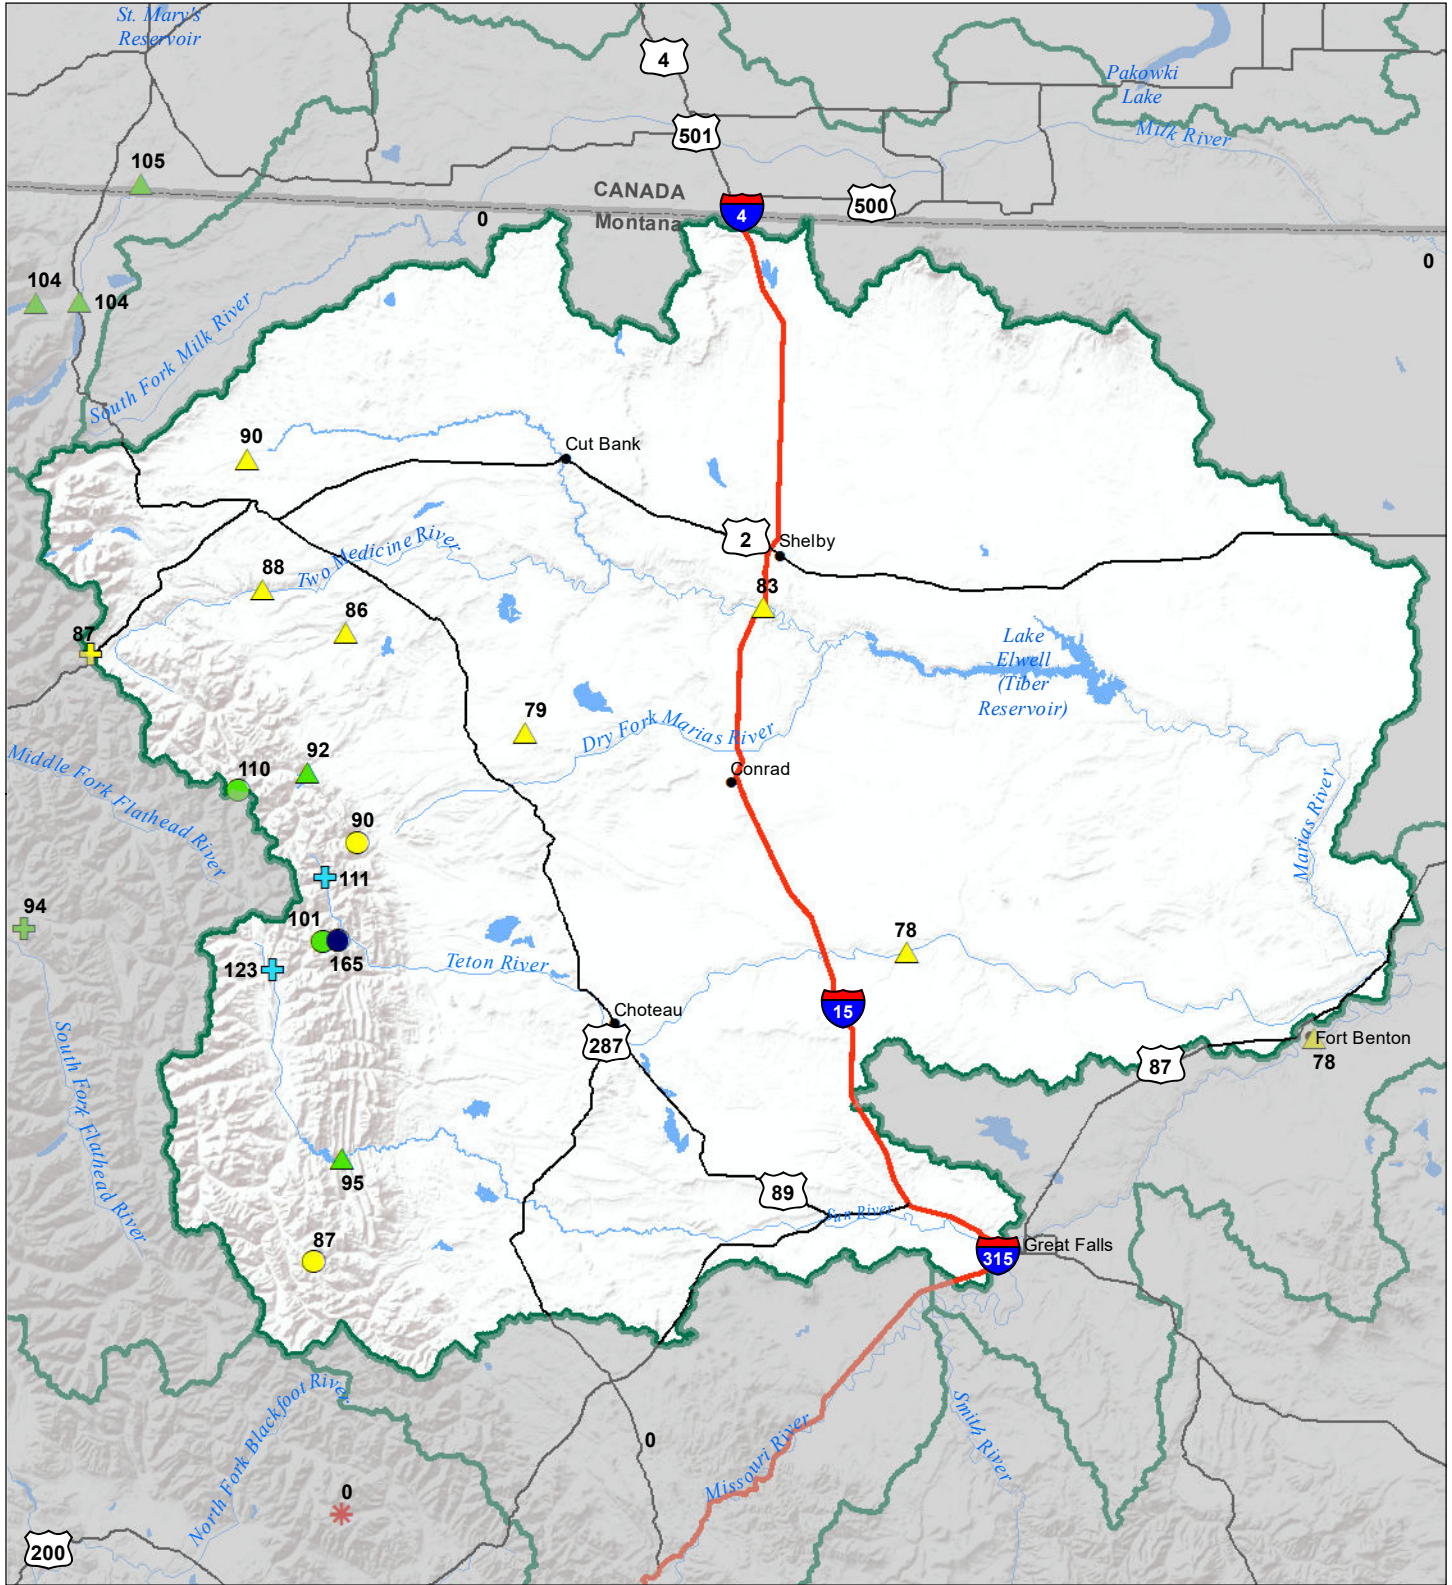 St. Mary's
Reservoir
4
Pakowki
Lake
501
Milk River
105
CANADA
Montana
4
500
0
0
104
104
South Fork Milk River
90
Cut Bank
2
Shelby
Two Medicine River
88
83
86
87
Lake
Elwell
(Tiber
Reservoir)
79
Dry Fork Marias River
Middle Fork Flathead River
92
110
Conrad
Marias River
90
111
94
101
165
78
123
Teton River
15
Choteau
287
Fort Benton
78
87
South Fork Flathead River
95
89
Sun River
87
Great Falls
315
North Fork Blackfoot River
Missouri River
Smith River
0
0
200